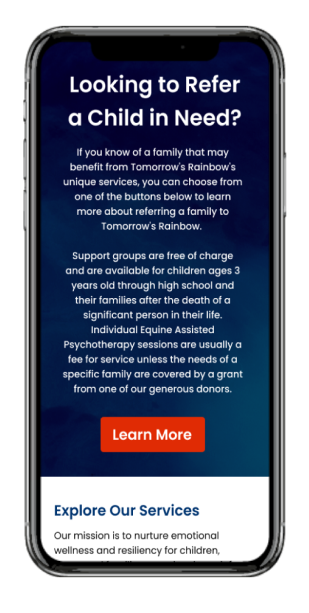 Looking to Refer
a Child in Need?
If you know of a family that may
benefit from Tomorrow's Rainbow's
unique services, you can choose from
one of the buttons below to learn
more about referring a family to
Tomorrow's Rainbow.
Support groups are free of charge
and are available for children ages 3
years old through high school and
their families after the death of a
significant person in their life.
Individual Equine Assisted
Psychotherapy sessions are usually a
fee for service unless the needs of a
specific family are covered by a grant
from one of our generous donors.
Learn More
Explore Our Services
Our mission is to nurture emotional
wellness and resiliency for children,